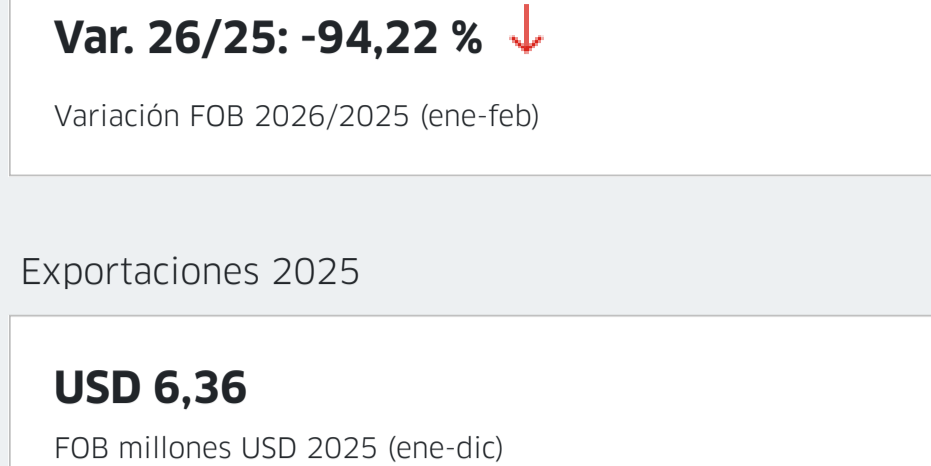 Var. 26/25: -94,22 %
Variación FOB 2026/2025 (ene-feb)
Exportaciones 2025
USD 6,36
FOB millones USD 2025 (ene-dic)